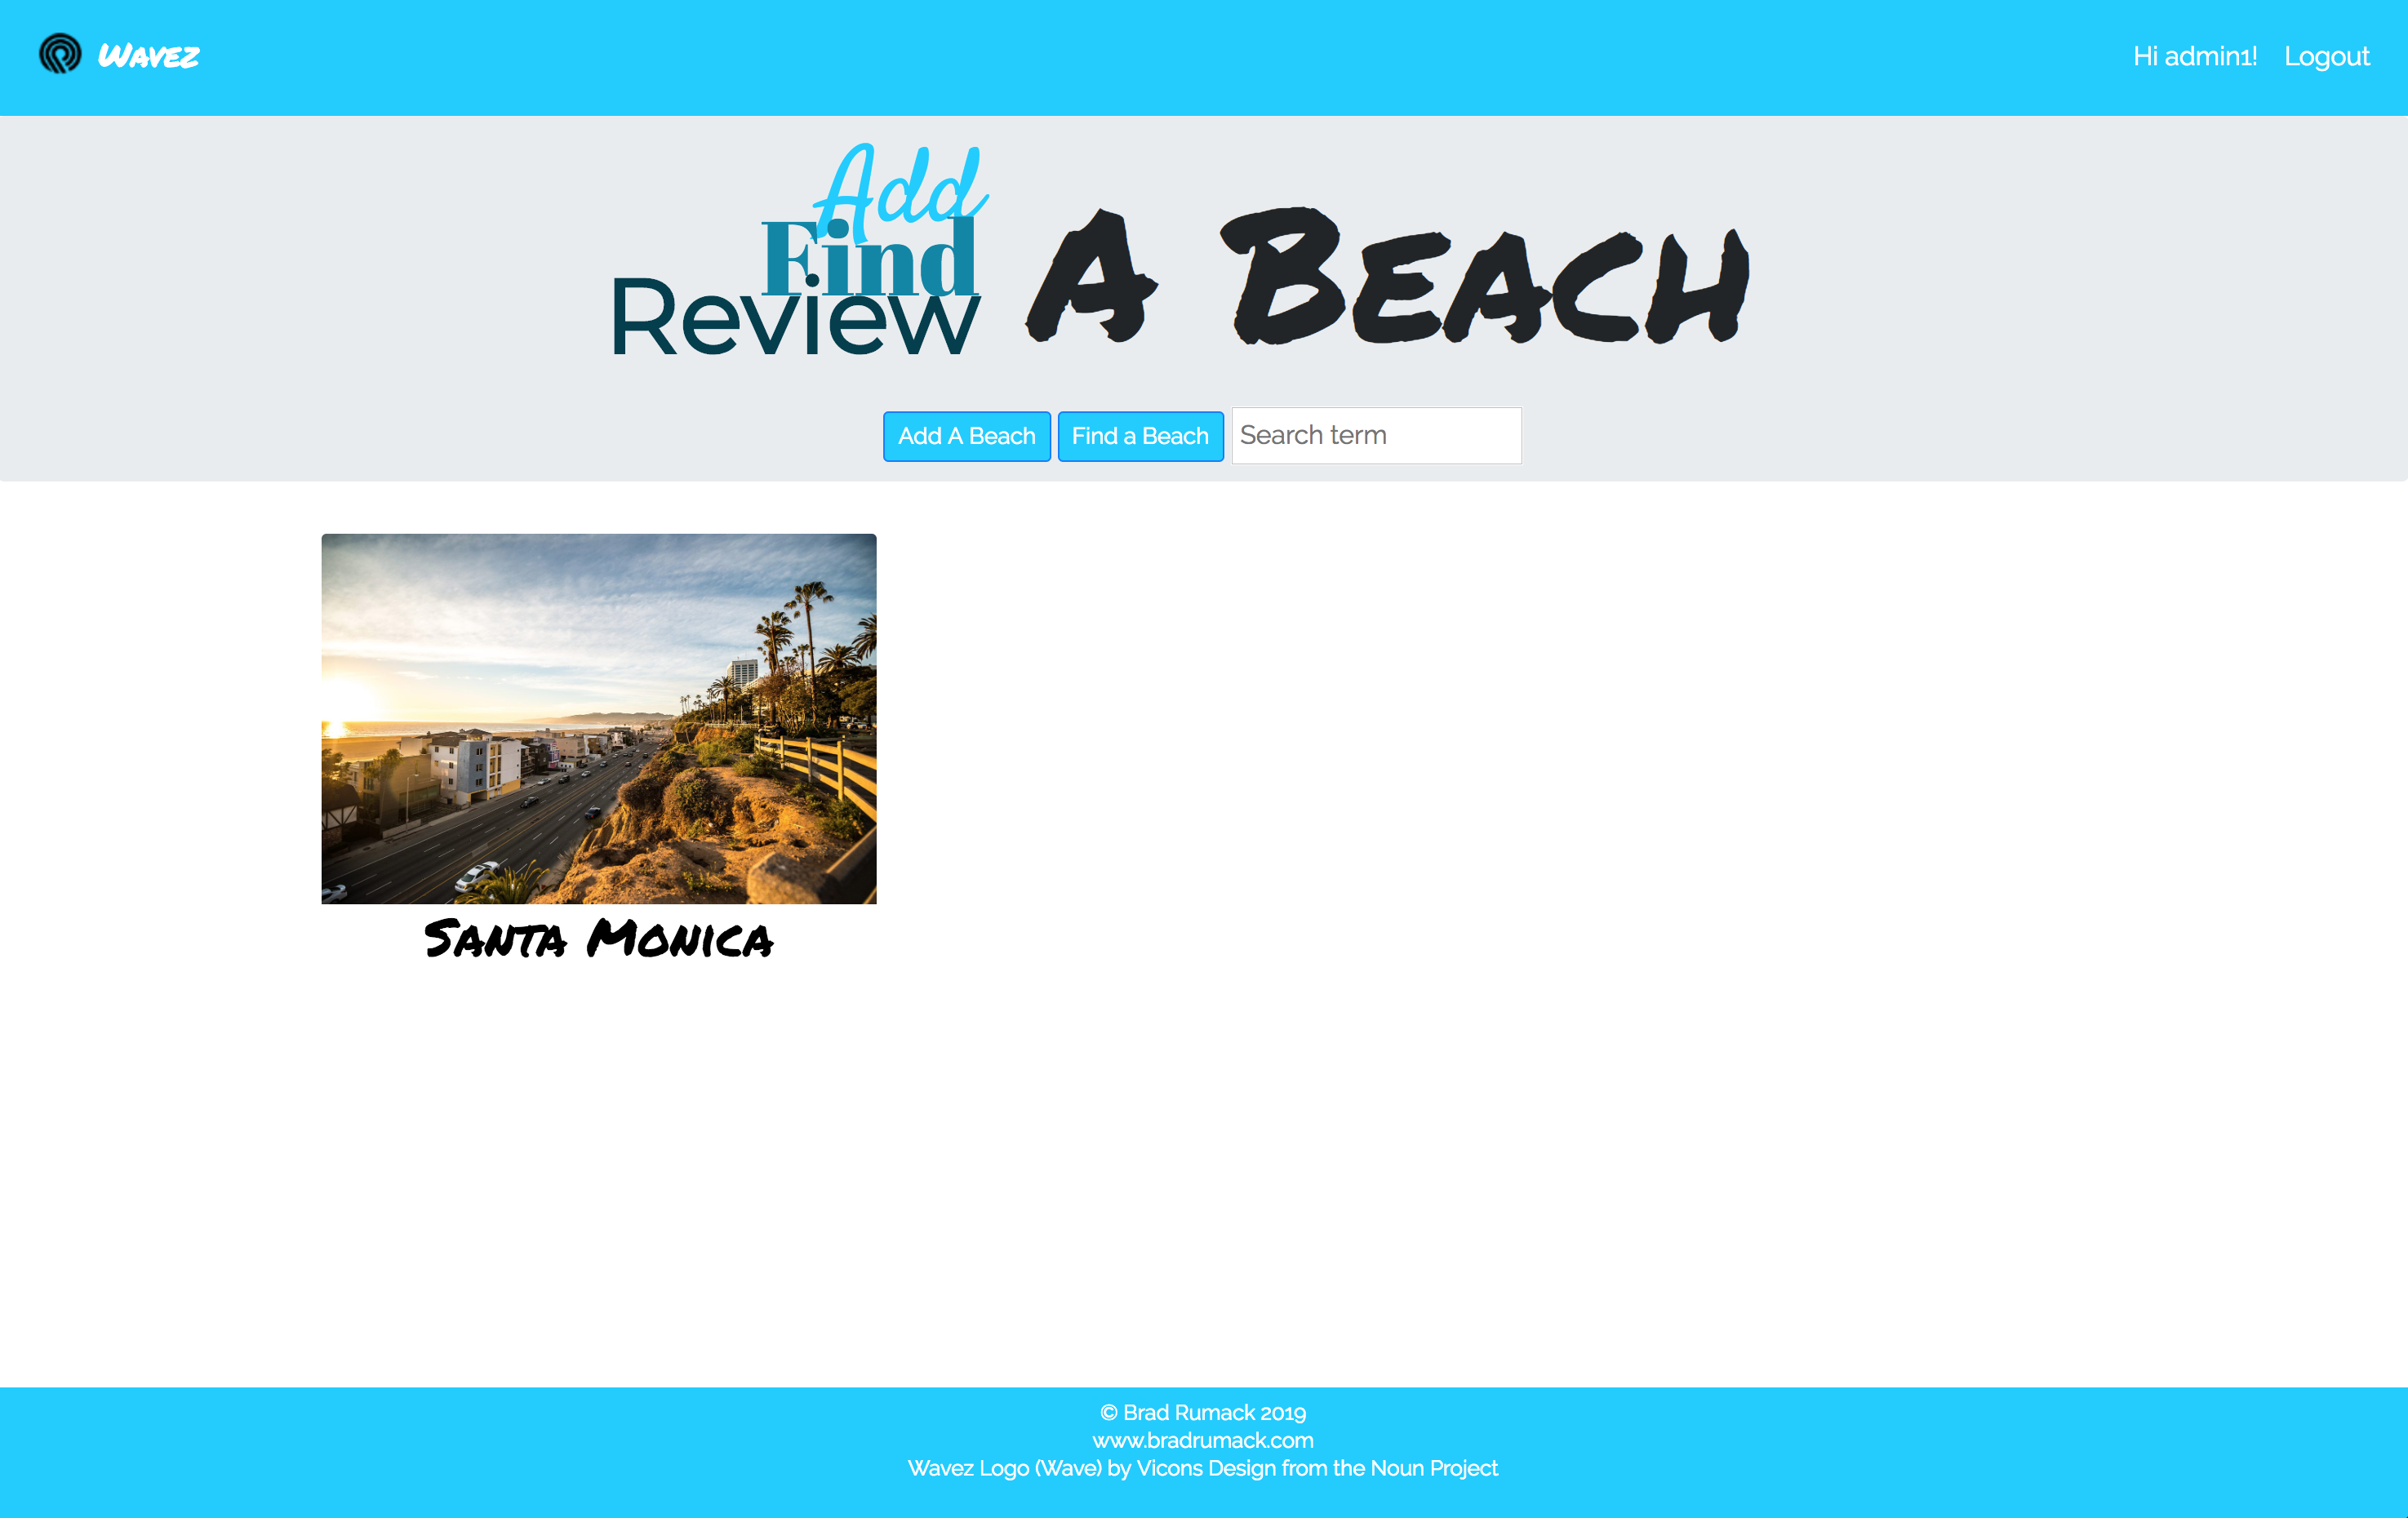 Wavez
Hi admin1! Logout
Add
Find
Review
A Beach
Add A Beach Find a Beach Search term
Santa Monica
© Brad Rumack 2019
www.bradrumack.com
Wavez Logo (Wave) by Vicons Design from the Noun Project